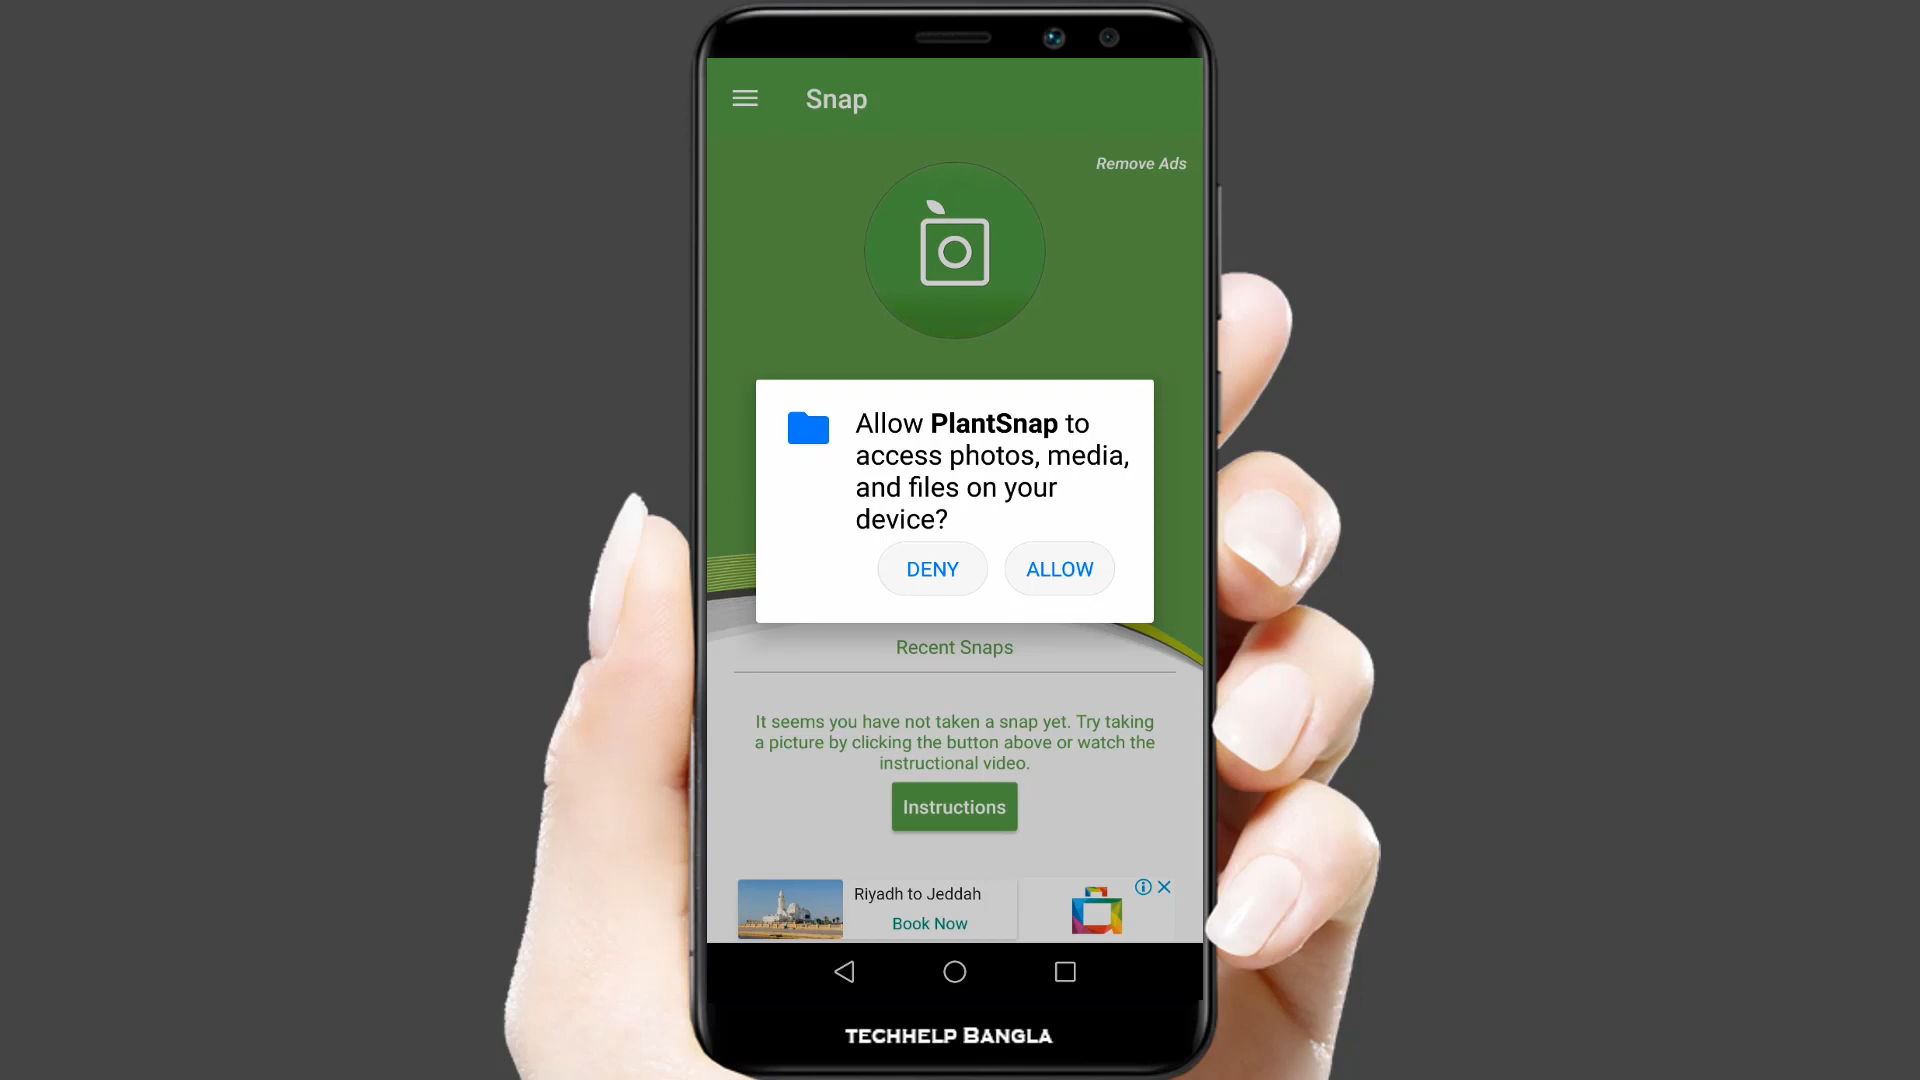 Snap
Remove Ads
Allow PlantSnap to
access photos, media,
and files on your
device?
DENY
ALLOW
Recent Snaps
It seems you have not taken a snap yet. Try taking
a picture by clicking the button above or watch the
instructional video.
Instructions
Riyadh to Jeddah
Book Now
TECHHELP BANGLA